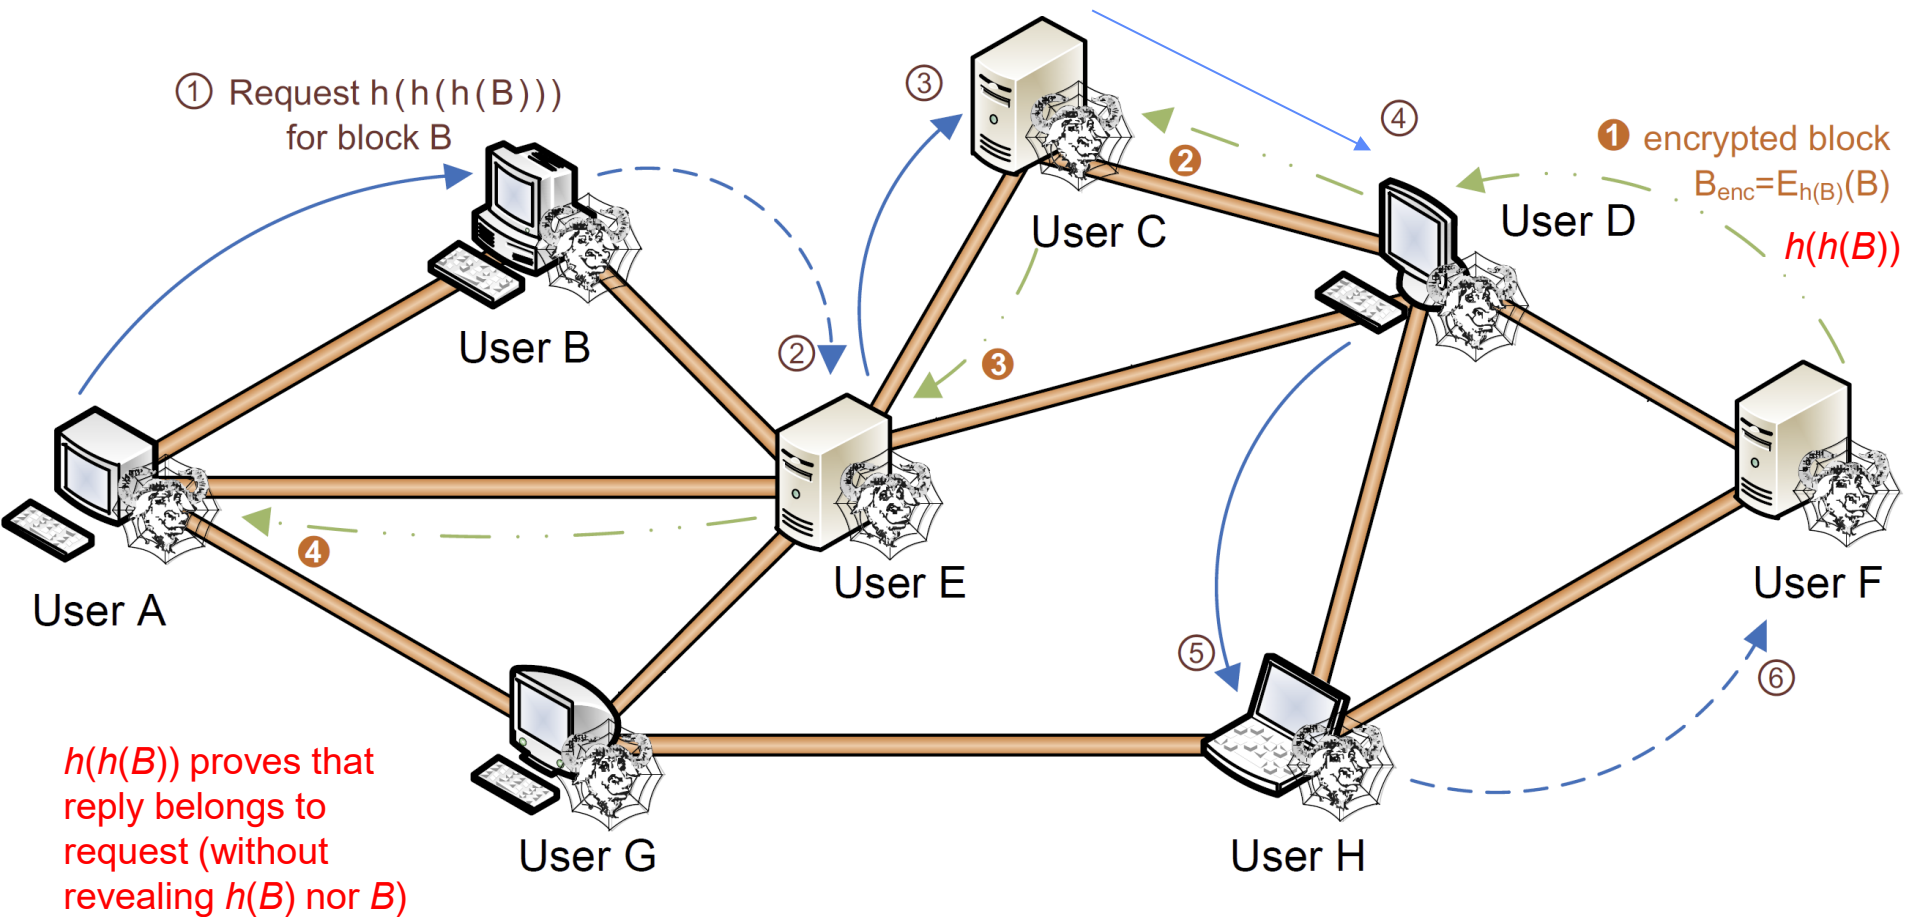 ① Request h(h(h(B)))
for block B
②
③
④
⑤
⑥
❶ encrypted block
Benc=Eh(B)(B)
h(h(B))
❷
❸
❹
User A
User B
User C
User D
User E
User F
User G
User H
h(h(B)) proves that
reply belongs to
request (without
revealing h(B) nor B)